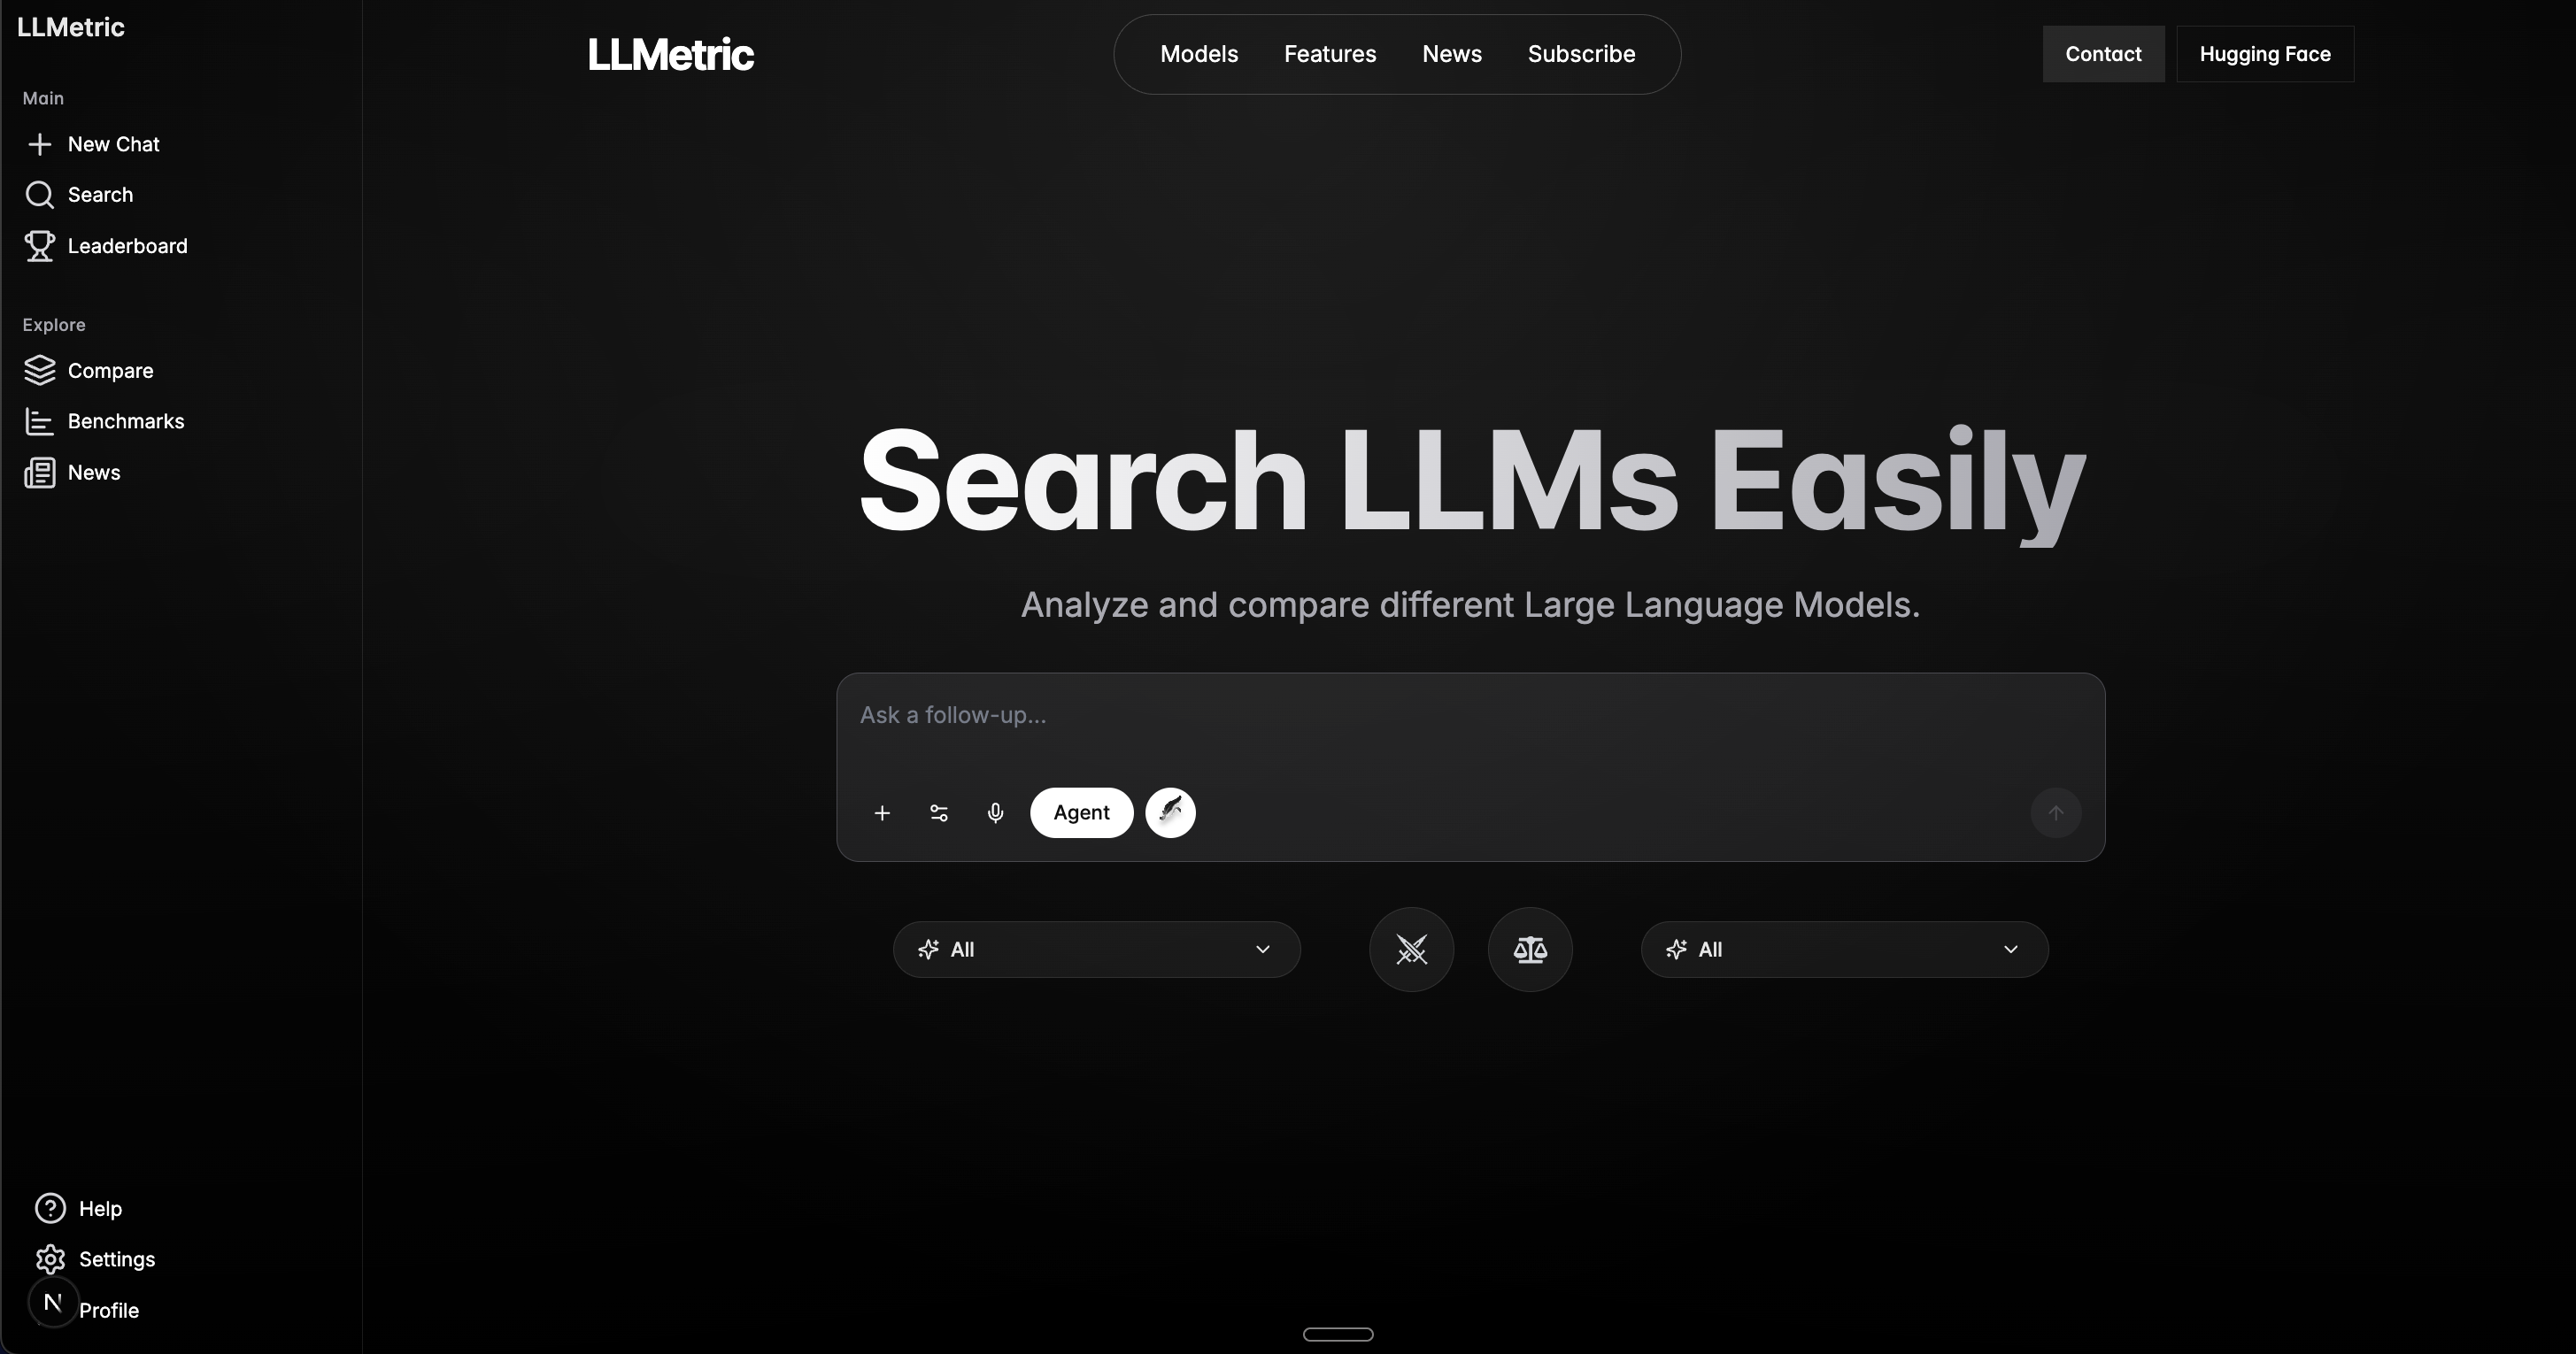 LLMetric
Main
New Chat
Search
Leaderboard
Explore
Compare
Benchmarks
News
Help
Settings
N
Profile
LLMetric
Models
Features
News
Subscribe
Contact
Hugging Face
Search LLMs Easily
Analyze and compare different Large Language Models.
Ask a follow-up...
Agent
All
All